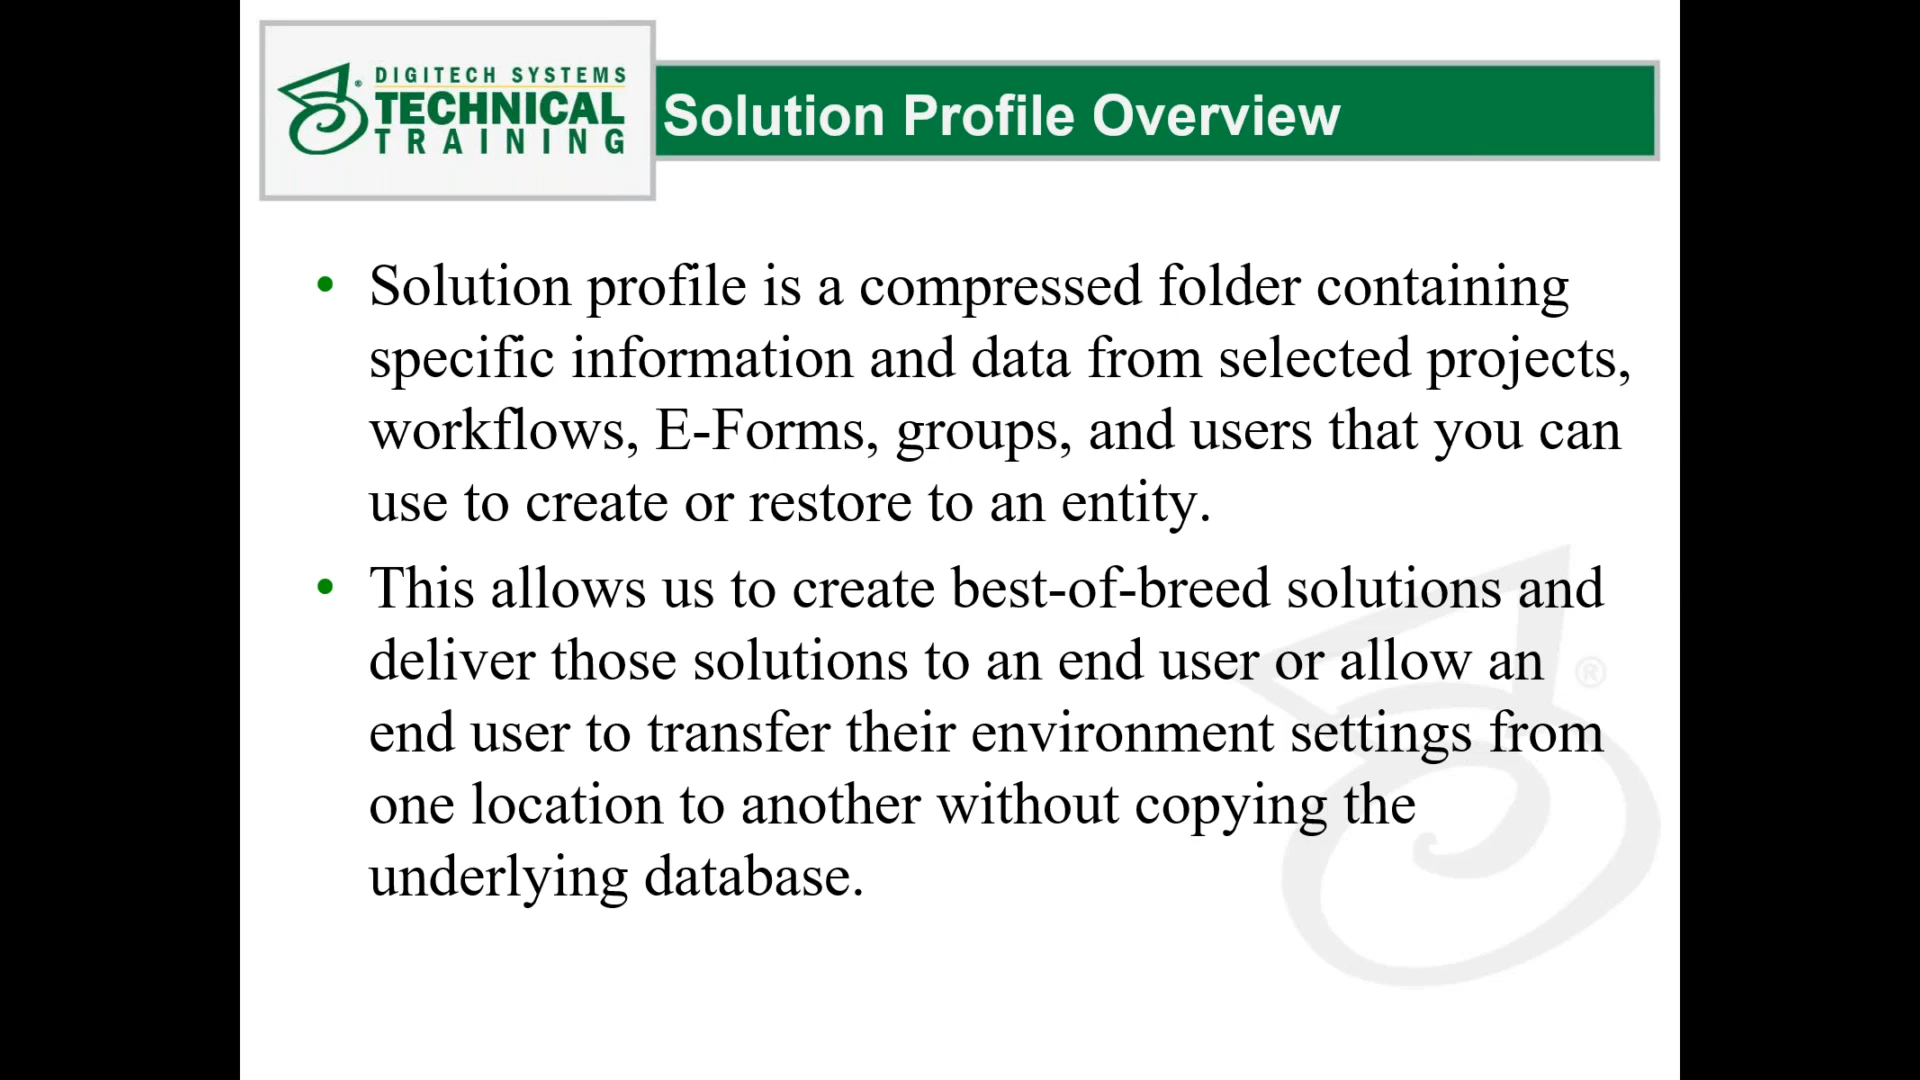 DIGITECH SYSTEMS
TECHNICAL
TRAINING
Solution Profile Overview
• Solution profile is a compressed folder containing
specific information and data from selected projects,
workflows, E-Forms, groups, and users that you can
use to create or restore to an entity.
• This allows us to create best-of-breed solutions and
deliver those solutions to an end user or allow an
end user to transfer their environment settings from
one location to another without copying the
underlying database.
®